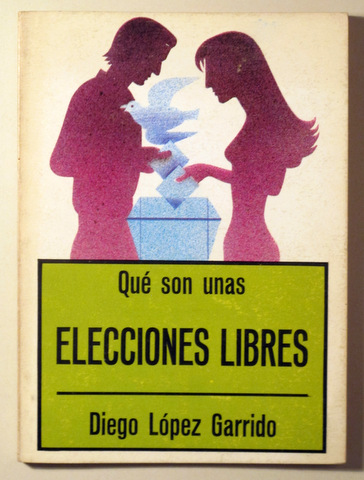 Qué son unas
ELECCIONES LIBRES
Diego López Garrido